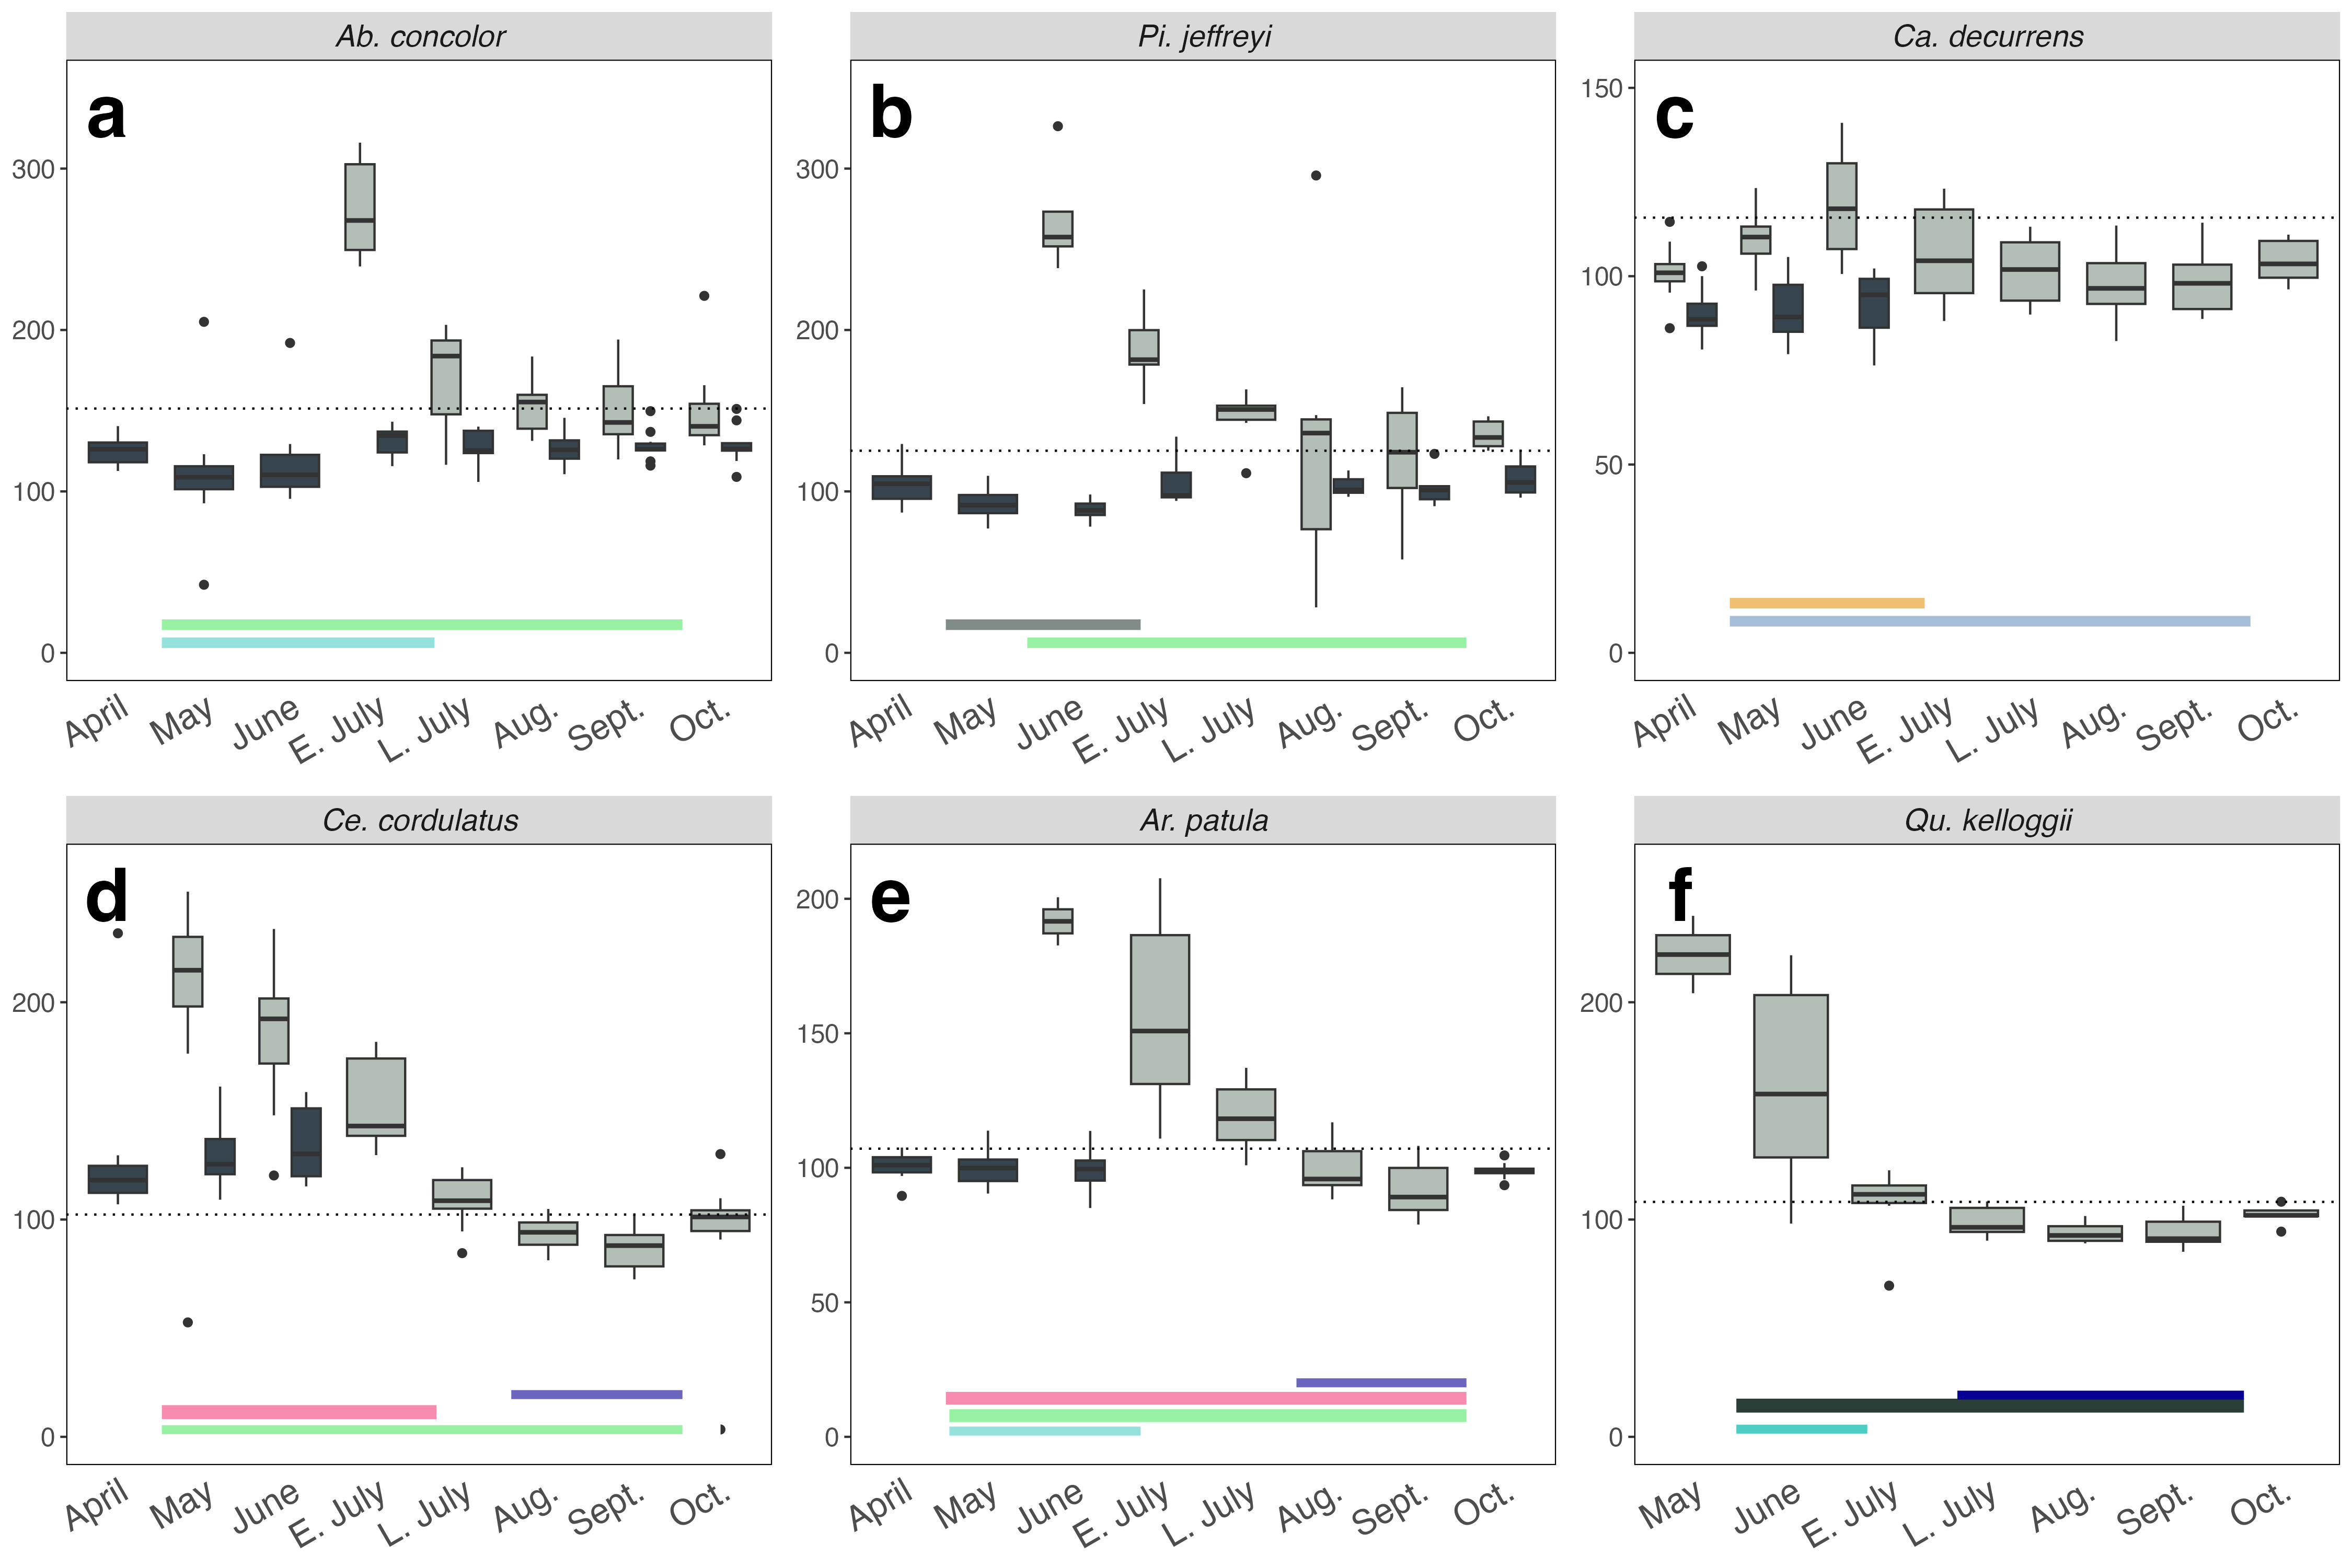 Ab. concolor
a
300
200
100
0
April May June E. July L. July Aug. Sept. Oct.
Pi. jeffreyi
b
300
200
100
0
April May June E. July L. July Aug. Sept. Oct.
Ca. decurrens
c
150
100
50
0
April May June E. July L. July Aug. Sept. Oct.
Ce. cordulatus
d
200
100
0
April May June E. July L. July Aug. Sept. Oct.
Ar. patula
e
200
150
100
50
0
April May June E. July L. July Aug. Sept. Oct.
Qu. kelloggii
f
200
100
0
May June E. July L. July Aug. Sept. Oct.